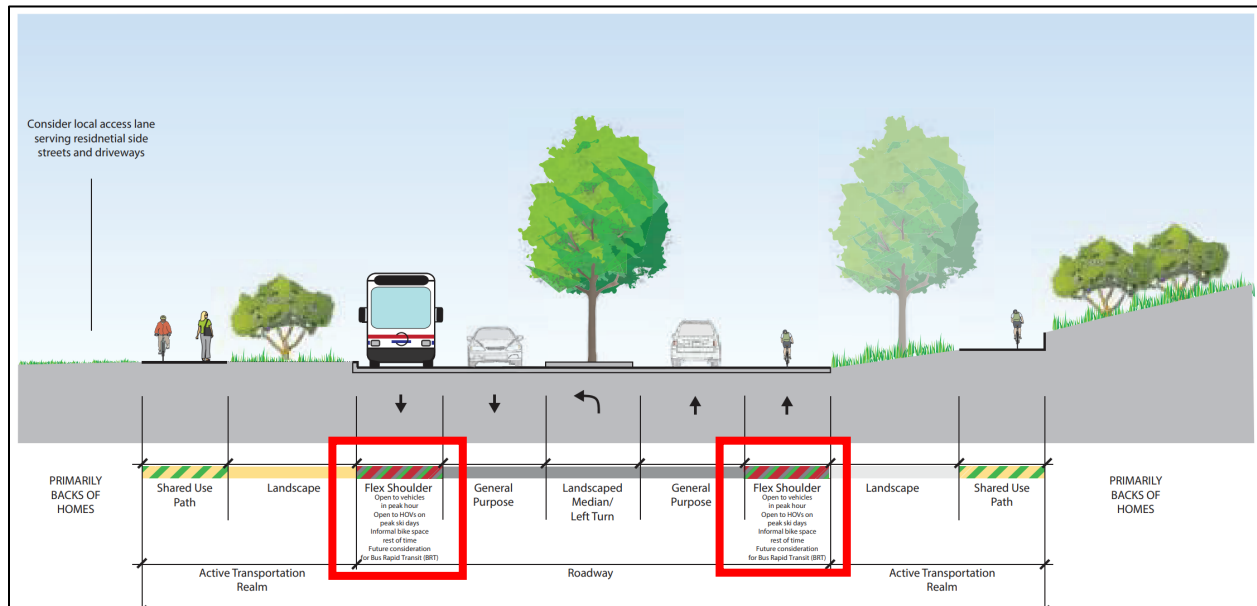 Consider local access lane
serving residnetial side
streets and driveways
PRIMARILY
BACKS OF
HOMES
Shared Use
Path
Landscape
Flex Shoulder
Open to vehicles
in peak hour
Open to HOVs on
peak ski days
Informal bike space
rest of time
Future consideration
for Bus Rapid Transit (BRT)
General
Purpose
Landscaped
Median/
Left Turn
General
Purpose
Flex Shoulder
Open to vehicles
in peak hour
Open to HOVs on
peak ski days
Informal bike space
rest of time
Future consideration
for Bus Rapid Transit (BRT)
Landscape
Shared Use
Path
PRIMARILY
BACKS OF
HOMES
Active Transportation
Realm
Roadway
Active Transportation
Realm